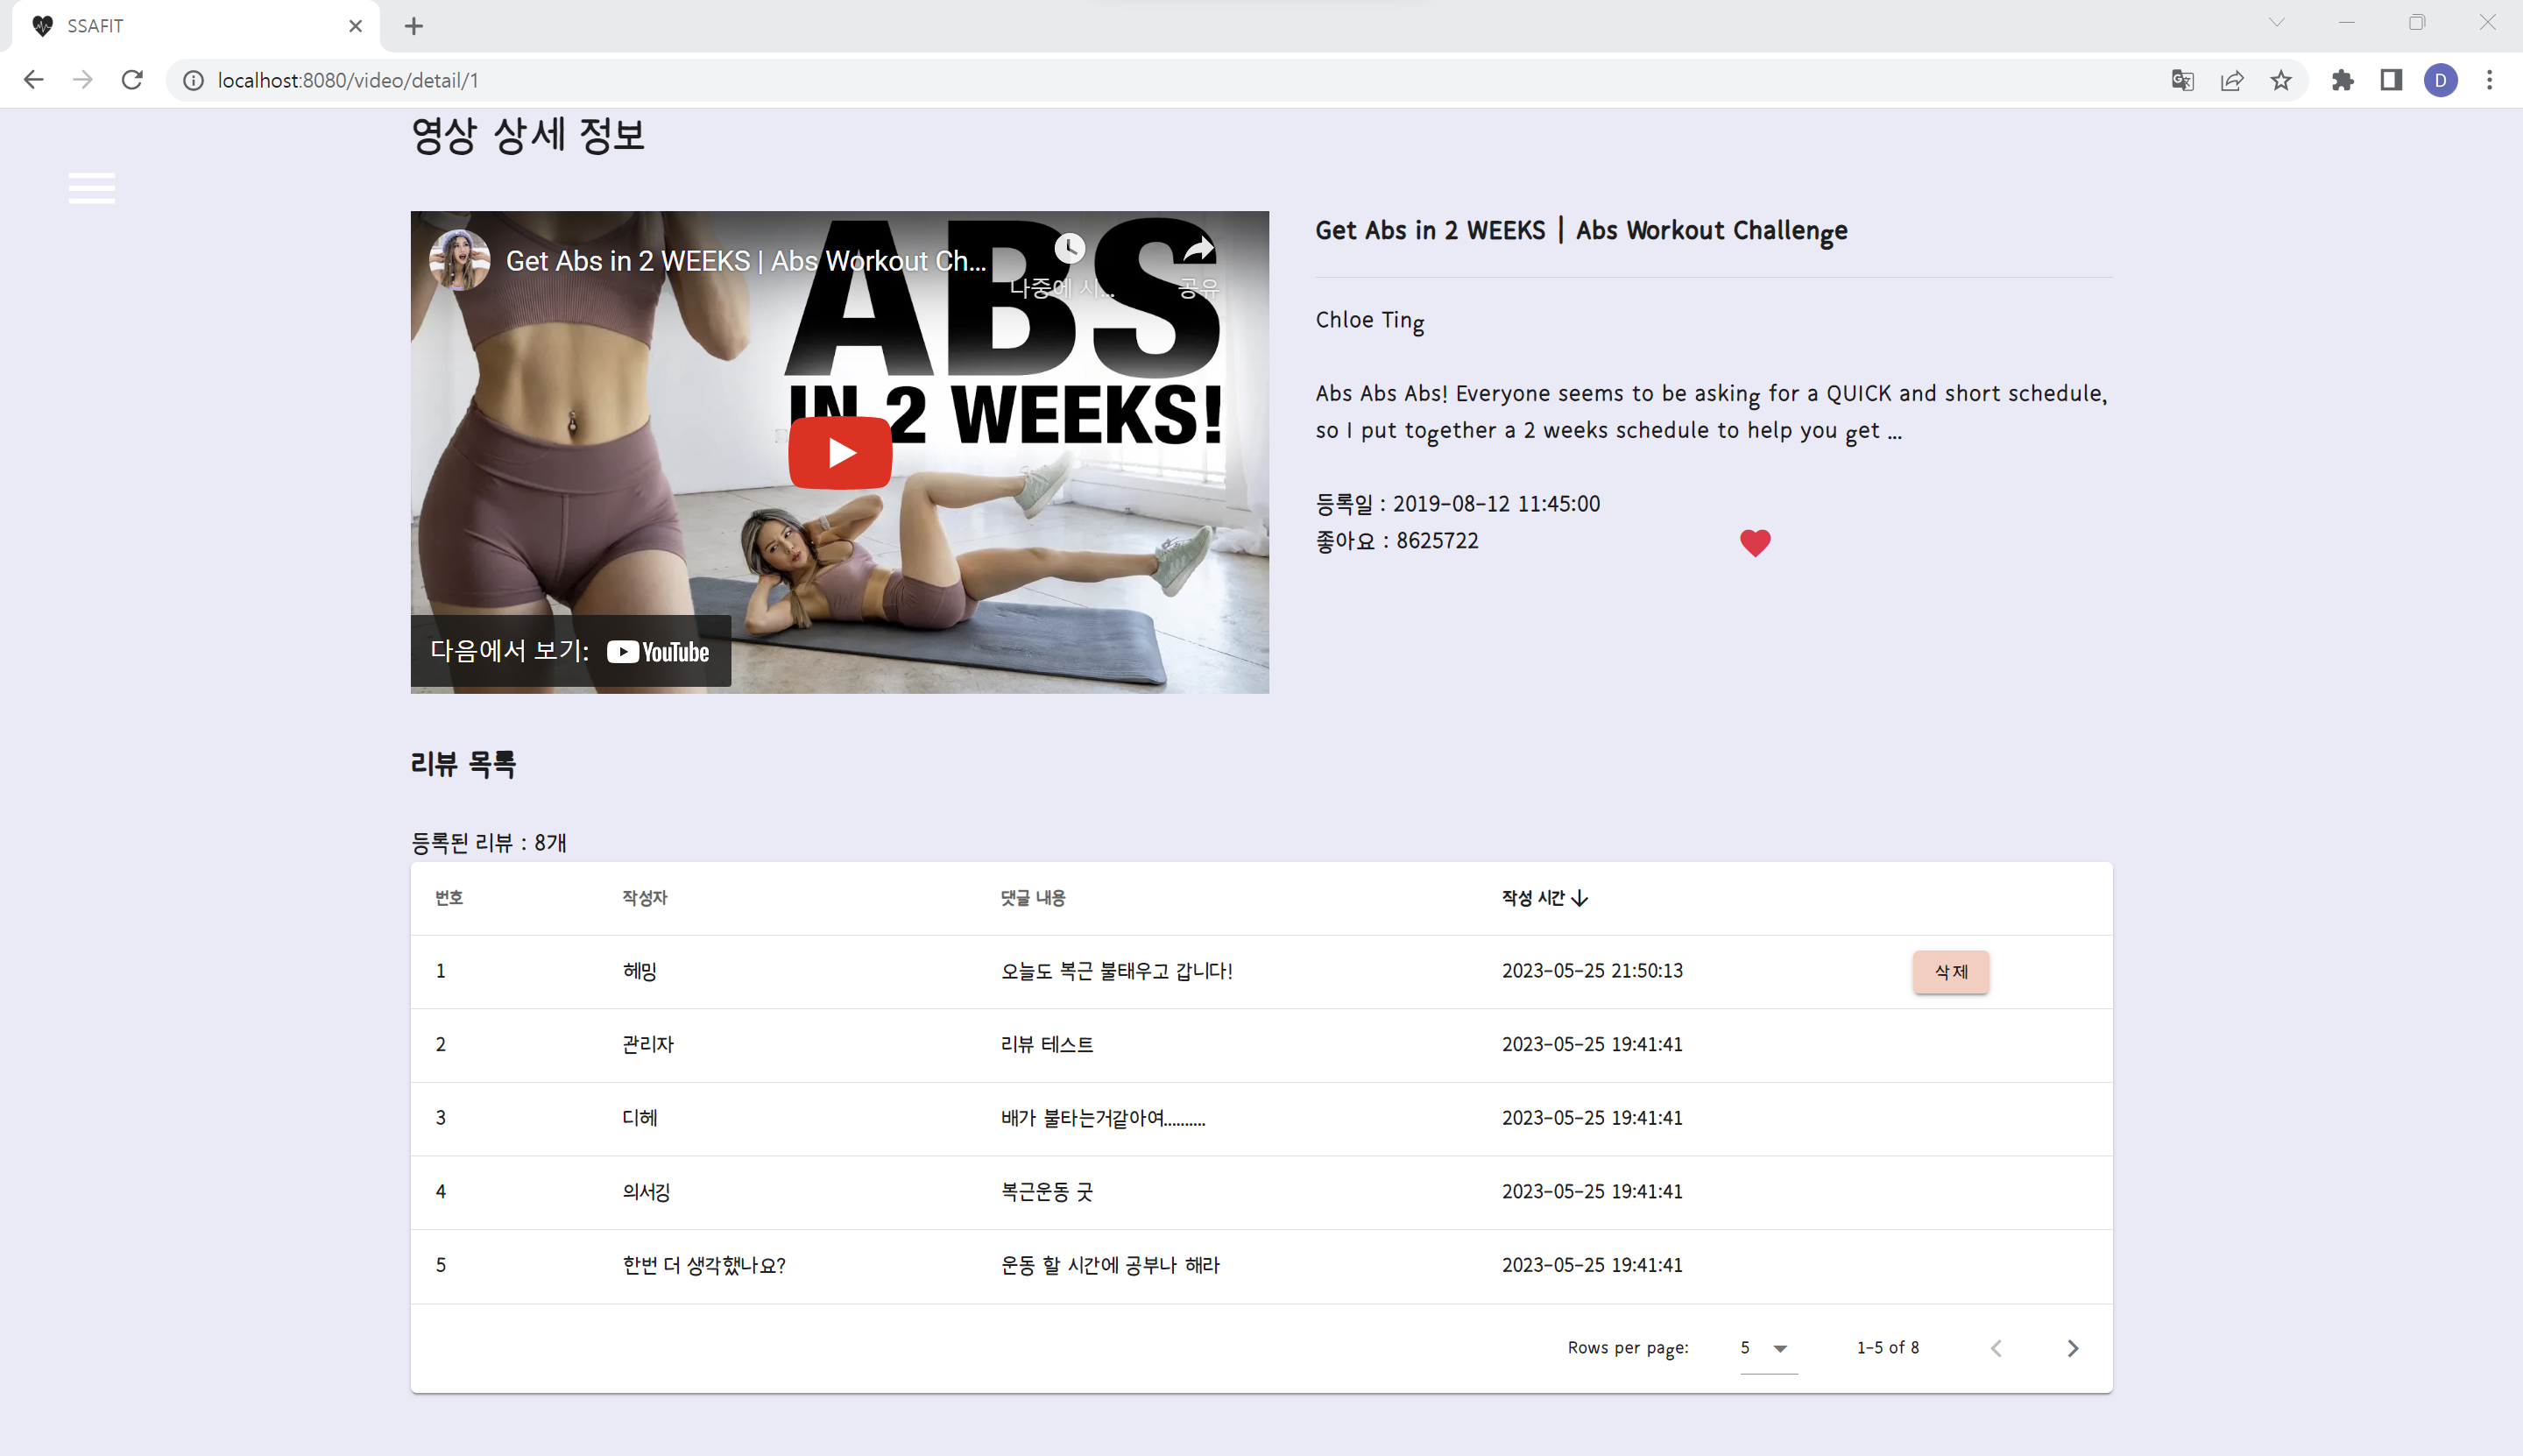 SSAFIT
localhost:8080/video/detail/1
D
영상 상세 정보
Get Abs in 2 WEEKS | Abs Workout Ch...
나중에 시...
공유
ABS
IN 2 WEEKS!
다음에서 보기: YouTube
Get Abs in 2 WEEKS | Abs Workout Challenge
Chloe Ting
Abs Abs Abs! Everyone seems to be asking for a QUICK and short schedule,
so I put together a 2 weeks schedule to help you get ...
등록일 : 2019-08-12 11:45:00
좋아요 : 8625722
리뷰 목록
등록된 리뷰 : 8개
번호 작성자 댓글 내용 작성 시간
1 헤밍 오늘도 복근 불태우고 갑니다! 2023-05-25 21:50:13 삭제
2 관리자 리뷰 테스트 2023-05-25 19:41:41
3 디헤 배가 불타는거같아여.......... 2023-05-25 19:41:41
4 의서깅 복근운동 굿 2023-05-25 19:41:41
5 한번 더 생각했나요? 운동 할 시간에 공부나 해라 2023-05-25 19:41:41
Rows per page: 5 1-5 of 8